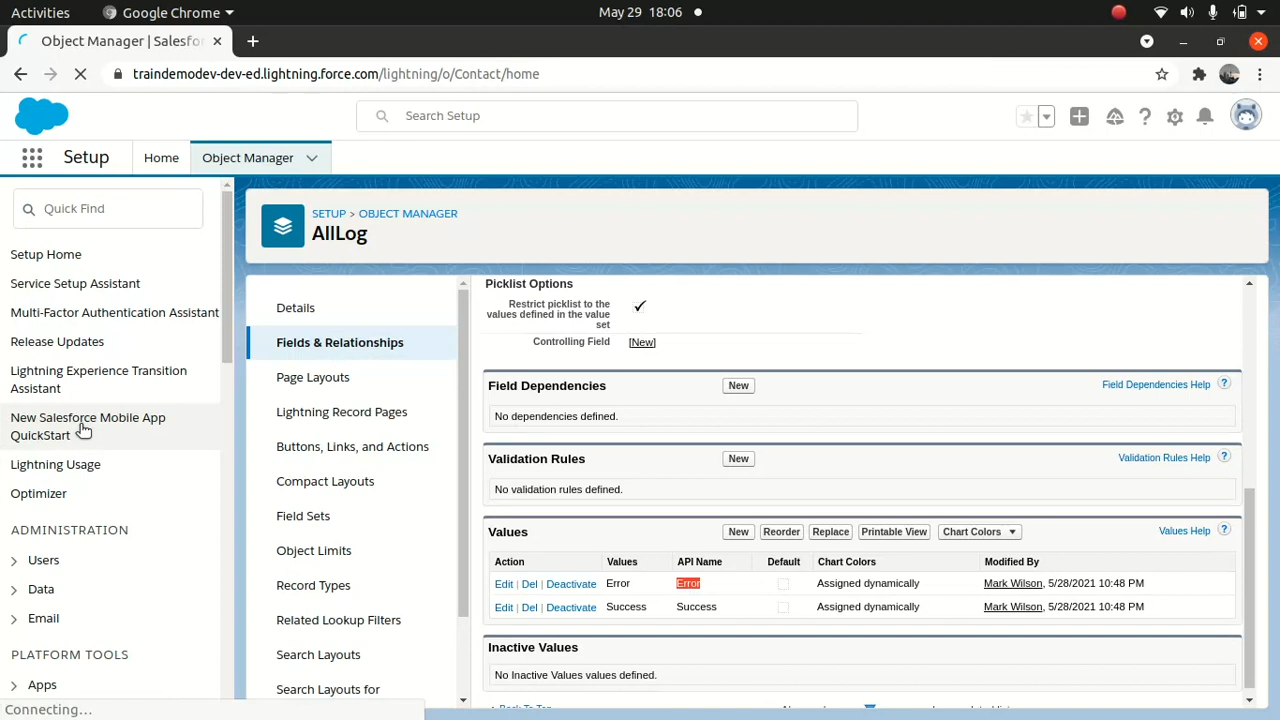 Activities
Google Chrome
May 29 18:06
Object Manager | Salesfo
traindemodev-dev-ed.lightning.force.com/lightning/o/Contact/home
Search Setup
Setup
Home
Object Manager
Quick Find
Setup Home
Service Setup Assistant
Multi-Factor Authentication Assistant
Release Updates
Lightning Experience Transition
Assistant
New Salesforce Mobile App
QuickStart
Lightning Usage
Optimizer
ADMINISTRATION
Users
Data
Email
PLATFORM TOOLS
Apps
Connecting...
SETUP > OBJECT MANAGER
AllLog
Details
Fields & Relationships
Page Layouts
Lightning Record Pages
Buttons, Links, and Actions
Compact Layouts
Field Sets
Object Limits
Record Types
Related Lookup Filters
Search Layouts
Search Layouts for
Picklist Options
Restrict picklist to the
values defined in the value
set
Controlling Field [New]
Field Dependencies New Field Dependencies Help ?
No dependencies defined.
Validation Rules New Validation Rules Help ?
No validation rules defined.
Values New Reorder Replace Printable View Chart Colors Values Help ?
Action Values API Name Default Chart Colors Modified By
Edit | Del | Deactivate Error Error Assigned dynamically Mark Wilson, 5/28/2021 10:48 PM
Edit | Del | Deactivate Success Success Assigned dynamically Mark Wilson, 5/28/2021 10:48 PM
Inactive Values
No Inactive Values values defined.
Back To Top